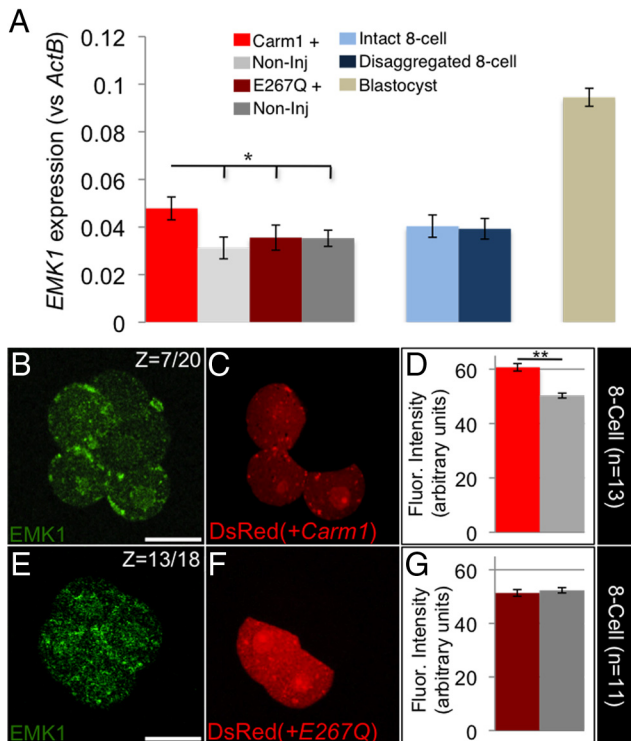 A
EMK1 expression (vs ActB)
0.12
0.1
0.08
0.06
0.04
0.02
0
Carm1 +
Non-Inj
E267Q +
Non-Inj
Intact 8-cell
Disaggregated 8-cell
Blastocyst
*
B
Z=7/20
EMK1
C
DsRed(+Carm1)
D
**
Fluor. Intensity
(arbitrary units)
60
40
20
0
8-Cell (n=13)
E
Z=13/18
EMK1
F
DsRed(+E267Q)
G
Fluor. Intensity
(arbitrary units)
60
40
20
0
8-Cell (n=11)